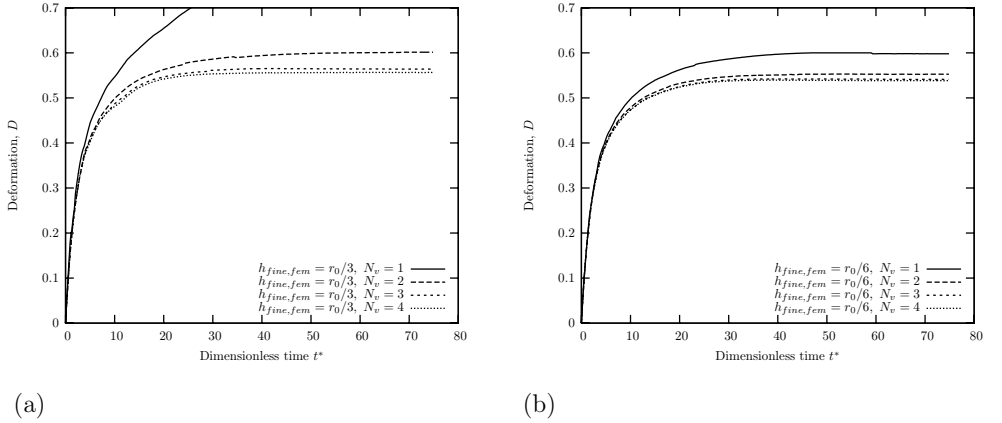 0.7
0.6
0.5
0.4
0.3
0.2
0.1
0
Deformation, D
h_{fine,fem} = r_0/3, N_v = 1
h_{fine,fem} = r_0/3, N_v = 2
h_{fine,fem} = r_0/3, N_v = 3
h_{fine,fem} = r_0/3, N_v = 4
0 10 20 30 40 50 60 70 80
Dimensionless time t*
(a)
0.7
0.6
0.5
0.4
0.3
0.2
0.1
0
Deformation, D
h_{fine,fem} = r_0/6, N_v = 1
h_{fine,fem} = r_0/6, N_v = 2
h_{fine,fem} = r_0/6, N_v = 3
h_{fine,fem} = r_0/6, N_v = 4
0 10 20 30 40 50 60 70 80
Dimensionless time t*
(b)